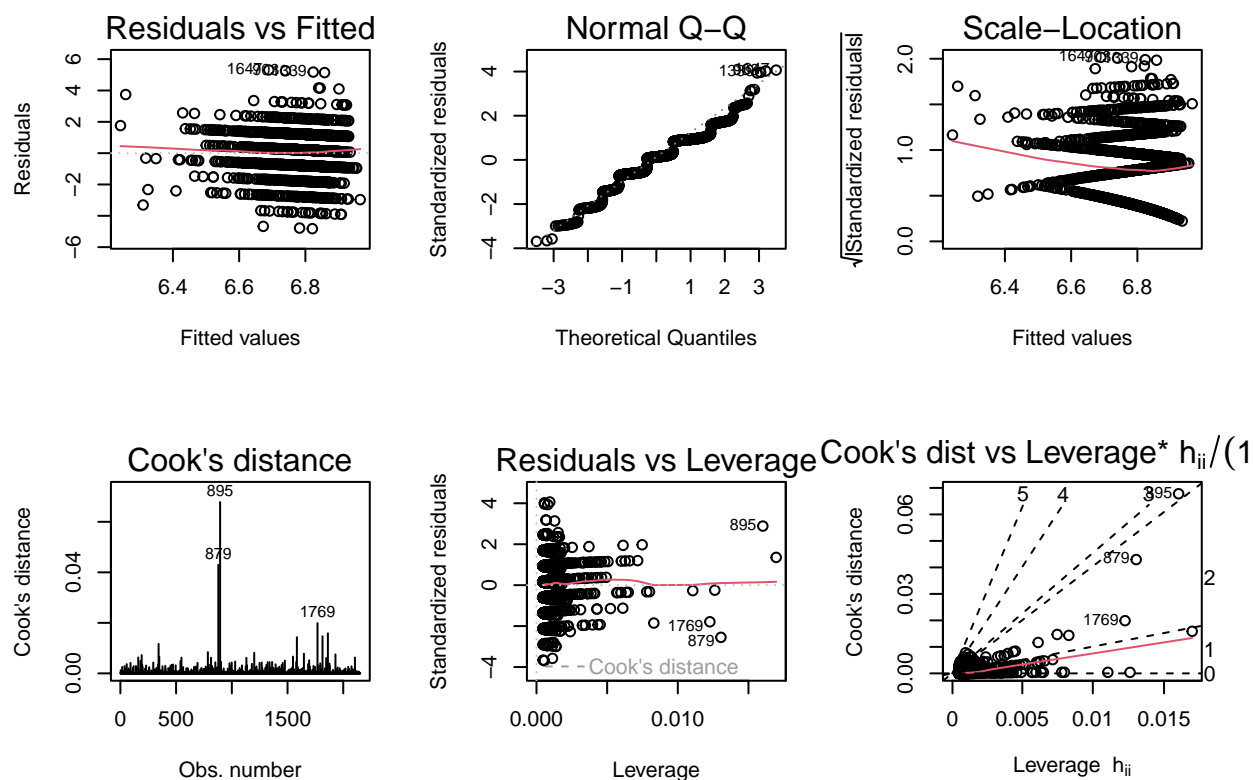 Residuals vs Fitted
Residuals
6
2
−2
−6
6.4 6.6 6.8
Fitted values
Normal Q−Q
Standardized residuals
4
2
0
−2
−4
−3 −1 1 2 3
Theoretical Quantiles
Scale−Location
√|Standardized residuals|
2.0
1.0
0.0
6.4 6.6 6.8
Fitted values
Cook's distance
Cook's distance
0.04
0.00
895
879
1769
0 500 1500
Obs. number
Residuals vs Leverage
Standardized residuals
4
2
0
−2
−4
895
1769
879
Cook's distance
0.000 0.010
Leverage
Cook's dist vs Leverage* hii/(1
Cook's distance
0.06
0.03
0.00
5 4 3
895
879
2
1769
1
0
0 0.005 0.01 0.015
Leverage hii